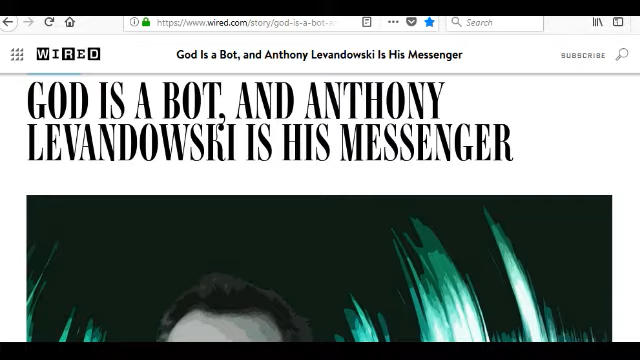 https://www.wired.com/story/god-is-a-bot-a
Search
WIRED
God Is a Bot, and Anthony Levandowski Is His Messenger
SUBSCRIBE
GOD IS A BOT, AND ANTHONY
LEVANDOWSKI IS HIS MESSENGER